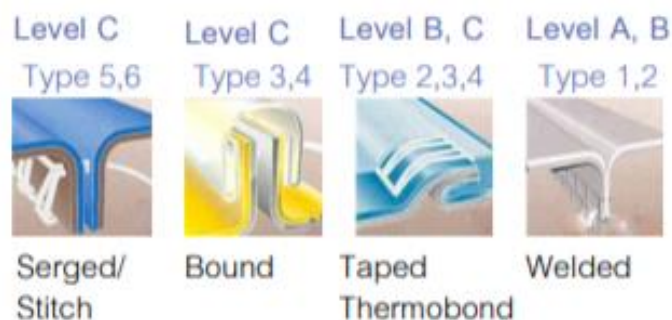 Level C
Type 5,6
Serged/
Stitch
Level C
Type 3,4
Bound
Level B, C
Type 2,3,4
Taped
Thermobond
Level A, B
Type 1,2
Welded